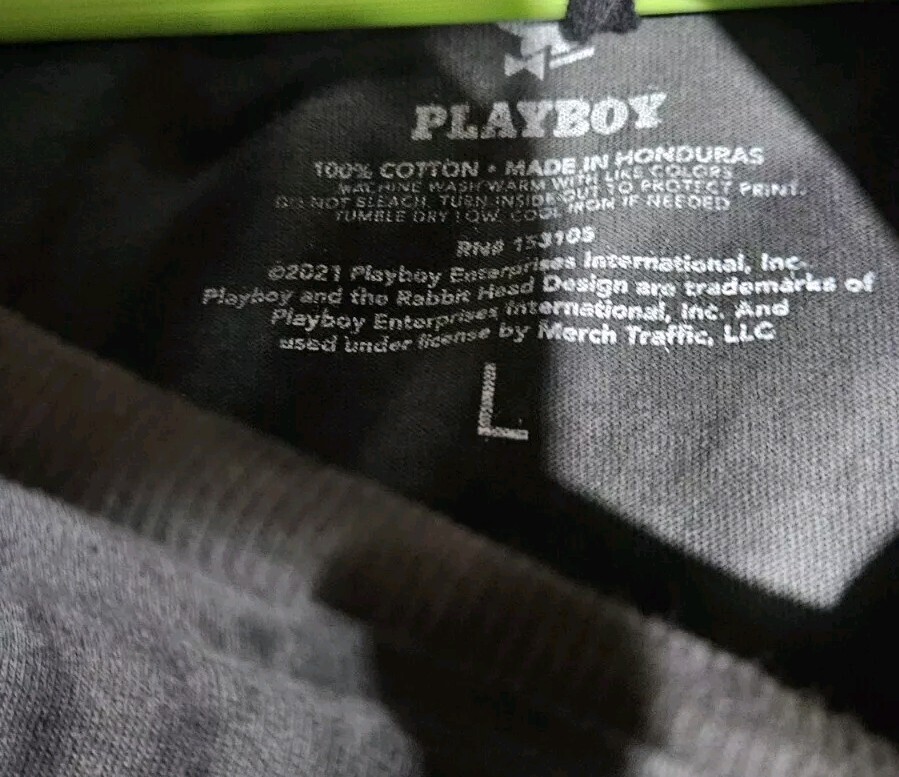 PLAYBOY
100% COTTON • MADE IN HONDURAS
MACHINE WASH WARM WITH LIKE COLORS
DO NOT BLEACH. TURN INSIDE OUT TO PROTECT PRINT.
TUMBLE DRY LOW. COOL IRON IF NEEDED
RN# 153105
©2021 Playboy Enterprises International, Inc.
Playboy and the Rabbit Head Design are trademarks of
Playboy Enterprises International, Inc. And
used under license by Merch Traffic, LLC
L